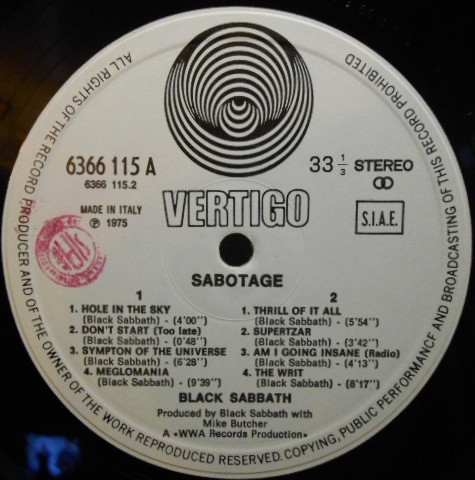 ALL RIGHTS OF THE RECORD PRODUCER AND OF THE OWNER OF THE WORK REPRODUCED RESERVED. COPYING, PUBLIC PERFORMANCE AND BROADCASTING OF THIS RECORD PROHIBITED
6366 115 A
6366 115.2
33 1/3 STEREO
MADE IN ITALY
℗ 1975
VERTIGO
S.I.A.E.
SABOTAGE
1
1. HOLE IN THE SKY
(Black Sabbath) - (4'00'')
2. DON'T START (Too late)
(Black Sabbath) - (0'48'')
3. SYMPTON OF THE UNIVERSE
(Black Sabbath) - (6'28'')
4. MEGLOMANIA
(Black Sabbath) - (9'39'')
2
1. THRILL OF IT ALL
(Black Sabbath) - (5'54'')
2. SUPERTZAR
(Black Sabbath) - (3'42'')
3. AM I GOING INSANE (Radio)
(Black Sabbath) - (4'13'')
4. THE WRIT
(Black Sabbath) - (8'17'')
BLACK SABBATH
Produced by Black Sabbath with
Mike Butcher
A «WWA Records Production»